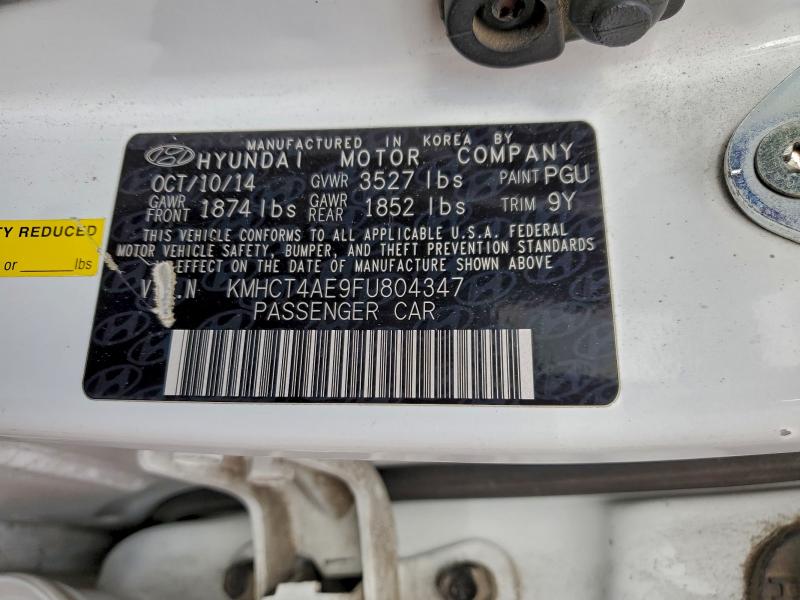 MANUFACTURED IN KOREA BY
HYUNDAI MOTOR COMPANY
OCT/10/14 GVWR 3527 lbs PAINT PGU
GAWR FRONT 1874 lbs GAWR REAR 1852 lbs TRIM 9Y
THIS VEHICLE CONFORMS TO ALL APPLICABLE U.S.A. FEDERAL
MOTOR VEHICLE SAFETY, BUMPER, AND THEFT PREVENTION STANDARDS
EFFECT ON THE DATE OF MANUFACTURE SHOWN ABOVE
V N KMHCT4AE9FU804347
PASSENGER CAR
TY REDUCED
or ______lbs